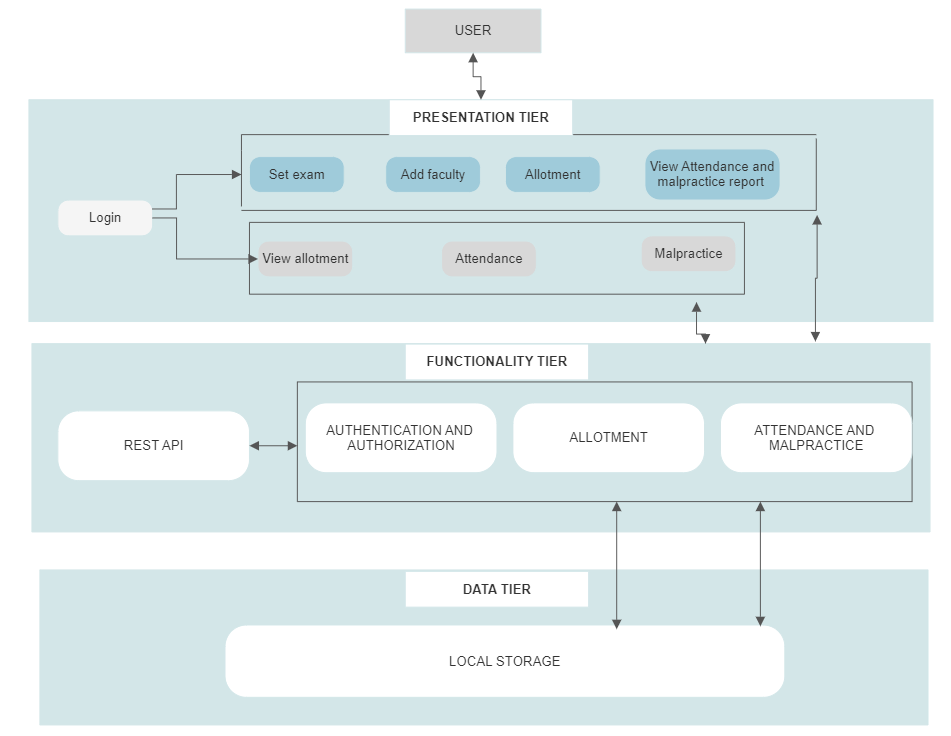 USER
PRESENTATION TIER
Set exam
Add faculty
Allotment
View Attendance and
malpractice report
Login
View allotment
Attendance
Malpractice
FUNCTIONALITY TIER
REST API
AUTHENTICATION AND
AUTHORIZATION
ALLOTMENT
ATTENDANCE AND
MALPRACTICE
DATA TIER
LOCAL STORAGE